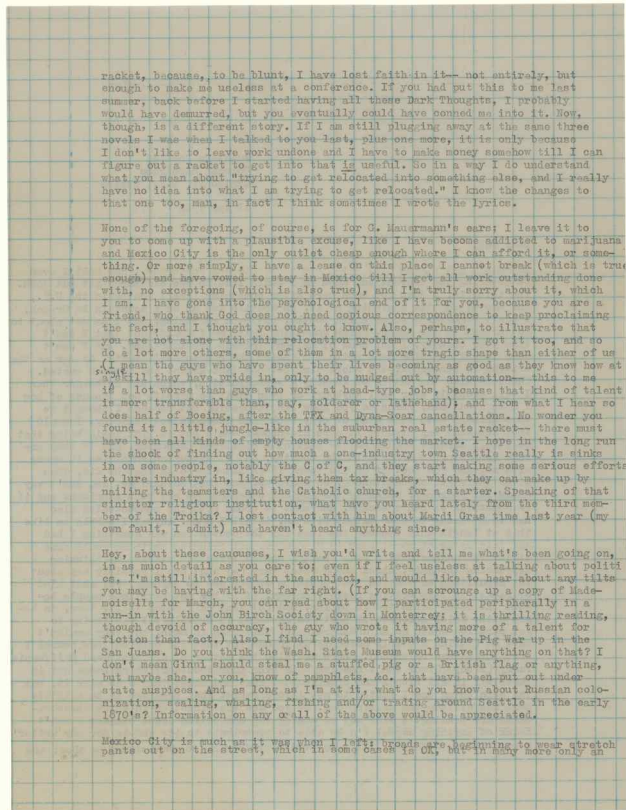 racket, because, to be blunt, I have lost faith in it-- not entirely, but
enough to make me useless at a conference. If you had put this to me last
summer, back before I started having all these Dark Thoughts, I probably
would have demurred, but you eventually could have conned me into it. Now,
though, is a different story. If I am still plugging away at the same three
novels I was when I talked to you last, plus one more, it is only because
I don't like to leave work undone and I have to make money somehow till I can
figure out a racket to get into that is useful. So in a way I do understand
what you mean about "trying to get relocated into something else, and I really
have no idea into what I am trying to get relocated." I know the changes to
that one too, man, in fact I think sometimes I wrote the lyrics.

None of the foregoing, of course, is for G. Mauermann's ears; I leave it to
you to come up with a plausible excuse, like I have become addicted to marijuana
and Mexico City is the only outlet cheap enough where I can afford it, or some-
thing. Or more simply, I have a lease on this place I cannot break (which is true
enough) and have vowed to stay in Mexico till I get all work outstanding done
with, no exceptions (which is also true), and I'm truly sorry about it, which
I am. I have gone into the psychological end of it for you, because you are a
friend, who thank God does not need copious correspondence to keep proclaiming
the fact, and I thought you ought to know. Also, perhaps, to illustrate that
you are not alone with this relocation problem of yours. I got it too, and so
do a lot more others, some of them in a lot more tragic shape than either of us
(I mean the guys who have spent their lives becoming as good as they know how at
single
a skill they have pride in, only to be nudged out by automation-- this to me
is a lot worse than guys who work at head-type jobs, because that kind of talent
is more transferable than, say, solderor or lathehand); and from what I hear so
does half of Boeing, after the TFX and Dyna-Soar cancellations. No wonder you
found it a little jungle-like in the suburban real estate racket-- there must
have been all kinds of empty houses flooding the market. I hope in the long run
the shock of finding out how much a one-industry town Seattle really is sinks
in on some people, notably the C of C, and they start making some serious efforts
to lure industry in, like giving them tax breaks, which they can make up by
nailing the teamsters and the Catholic church, for a starter. Speaking of that
sinister religious institution, what have you heard lately from the third mem-
ber of the Troika? I lost contact with him about Mardi Gras time last year (my
own fault, I admit) and haven't heard anything since.

Hey, about these caucuses, I wish you'd write and tell me what's been going on,
in as much detail as you care to; even if I feel useless at talking about politi
cs, I'm still interested in the subject, and would like to hear about any tilts
you may be having with the far right. (If you can scrounge up a copy of Made-
moiselle for March, you can read about how I participated peripherally in a
run-in with the John Birch Society down in Monterrey; it is thrilling reading,
though devoid of accuracy, the guy who wrote it having more of a talent for
fiction than fact.) Also I find I need some inputs on the Pig War up in the
San Juans. Do you think the Wash. State Museum would have anything on that? I
don't mean Ginni should steal me a stuffed pig or a British flag or anything,
but maybe she, or you, know of pamphlets, &c. that have been put out under
state auspices. And as long as I'm at it, what do you know about Russian colo-
nization, sealing, whaling, fishing and/or trading around Seattle in the early
1870's? Information on any or all of the above would be appreciated.

Mexico City is much as it was when I left; broads are beginning to wear stretch
pants out on the street, which in some cases is OK, but in many more only an